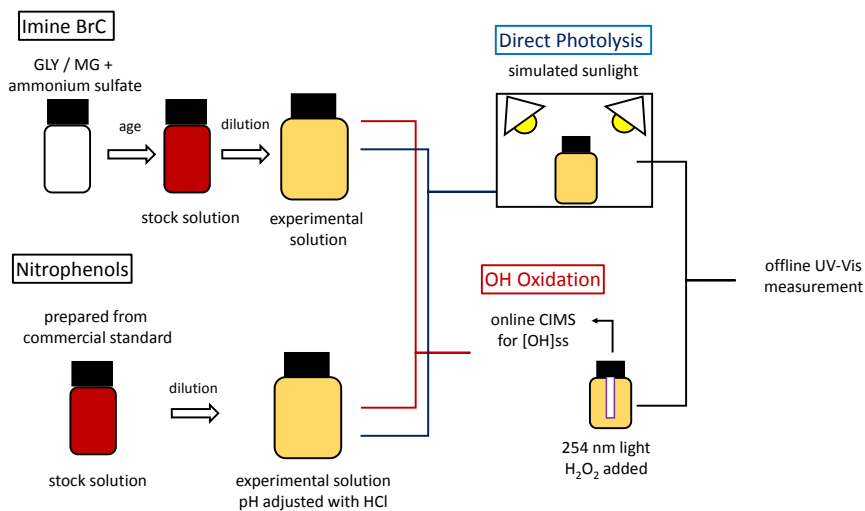 Imine BrC
GLY / MG +
ammonium sulfate
age
dilution
stock solution
experimental
solution
Nitrophenols
prepared from
commercial standard
dilution
stock solution
experimental solution
pH adjusted with HCl
Direct Photolysis
simulated sunlight
OH Oxidation
online CIMS
for [OH]ss
254 nm light
H₂O₂ added
offline UV-Vis
measurement